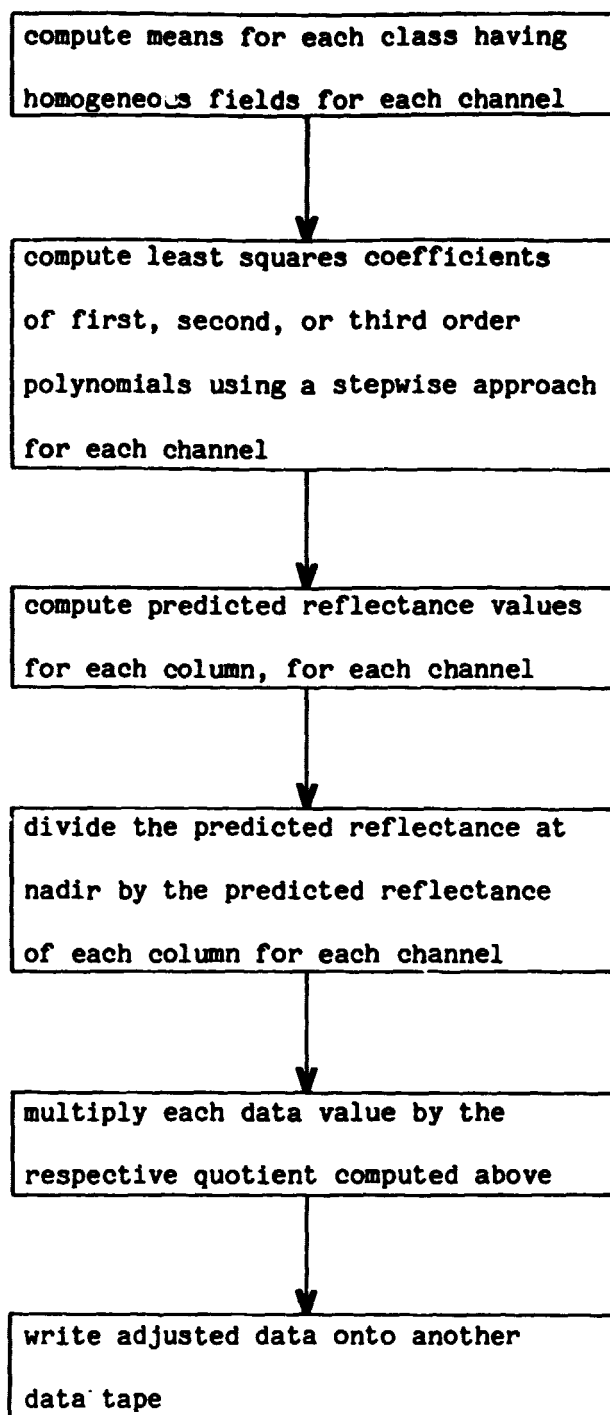 compute means for each class having
homogeneous fields for each channel
compute least squares coefficients
of first, second, or third order
polynomials using a stepwise approach
for each channel
compute predicted reflectance values
for each column, for each channel
divide the predicted reflectance at
nadir by the predicted reflectance
of each column for each channel
multiply each data value by the
respective quotient computed above
write adjusted data onto another
data tape